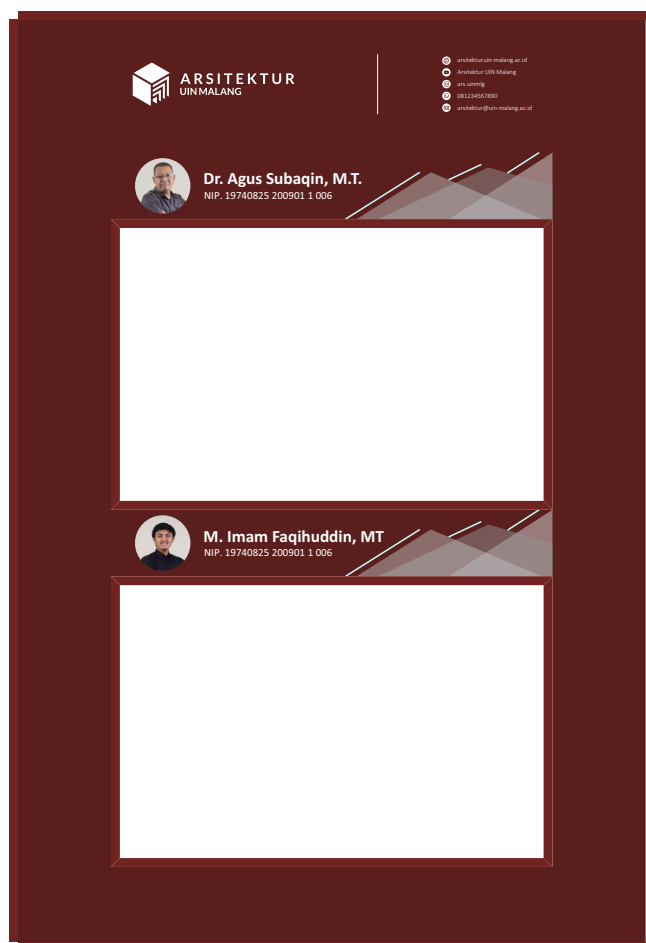 ARSITEKTUR
UIN MALANG
arsitektur.uin-malang.ac.id
Arsitektur UIN Malang
ars.uinmlg
081234567890
arsitektur@uin-malang.ac.id
Dr. Agus Subaqin, M.T.
NIP. 19740825 200901 1 006
M. Imam Faqihuddin, MT
NIP. 19740825 200901 1 006